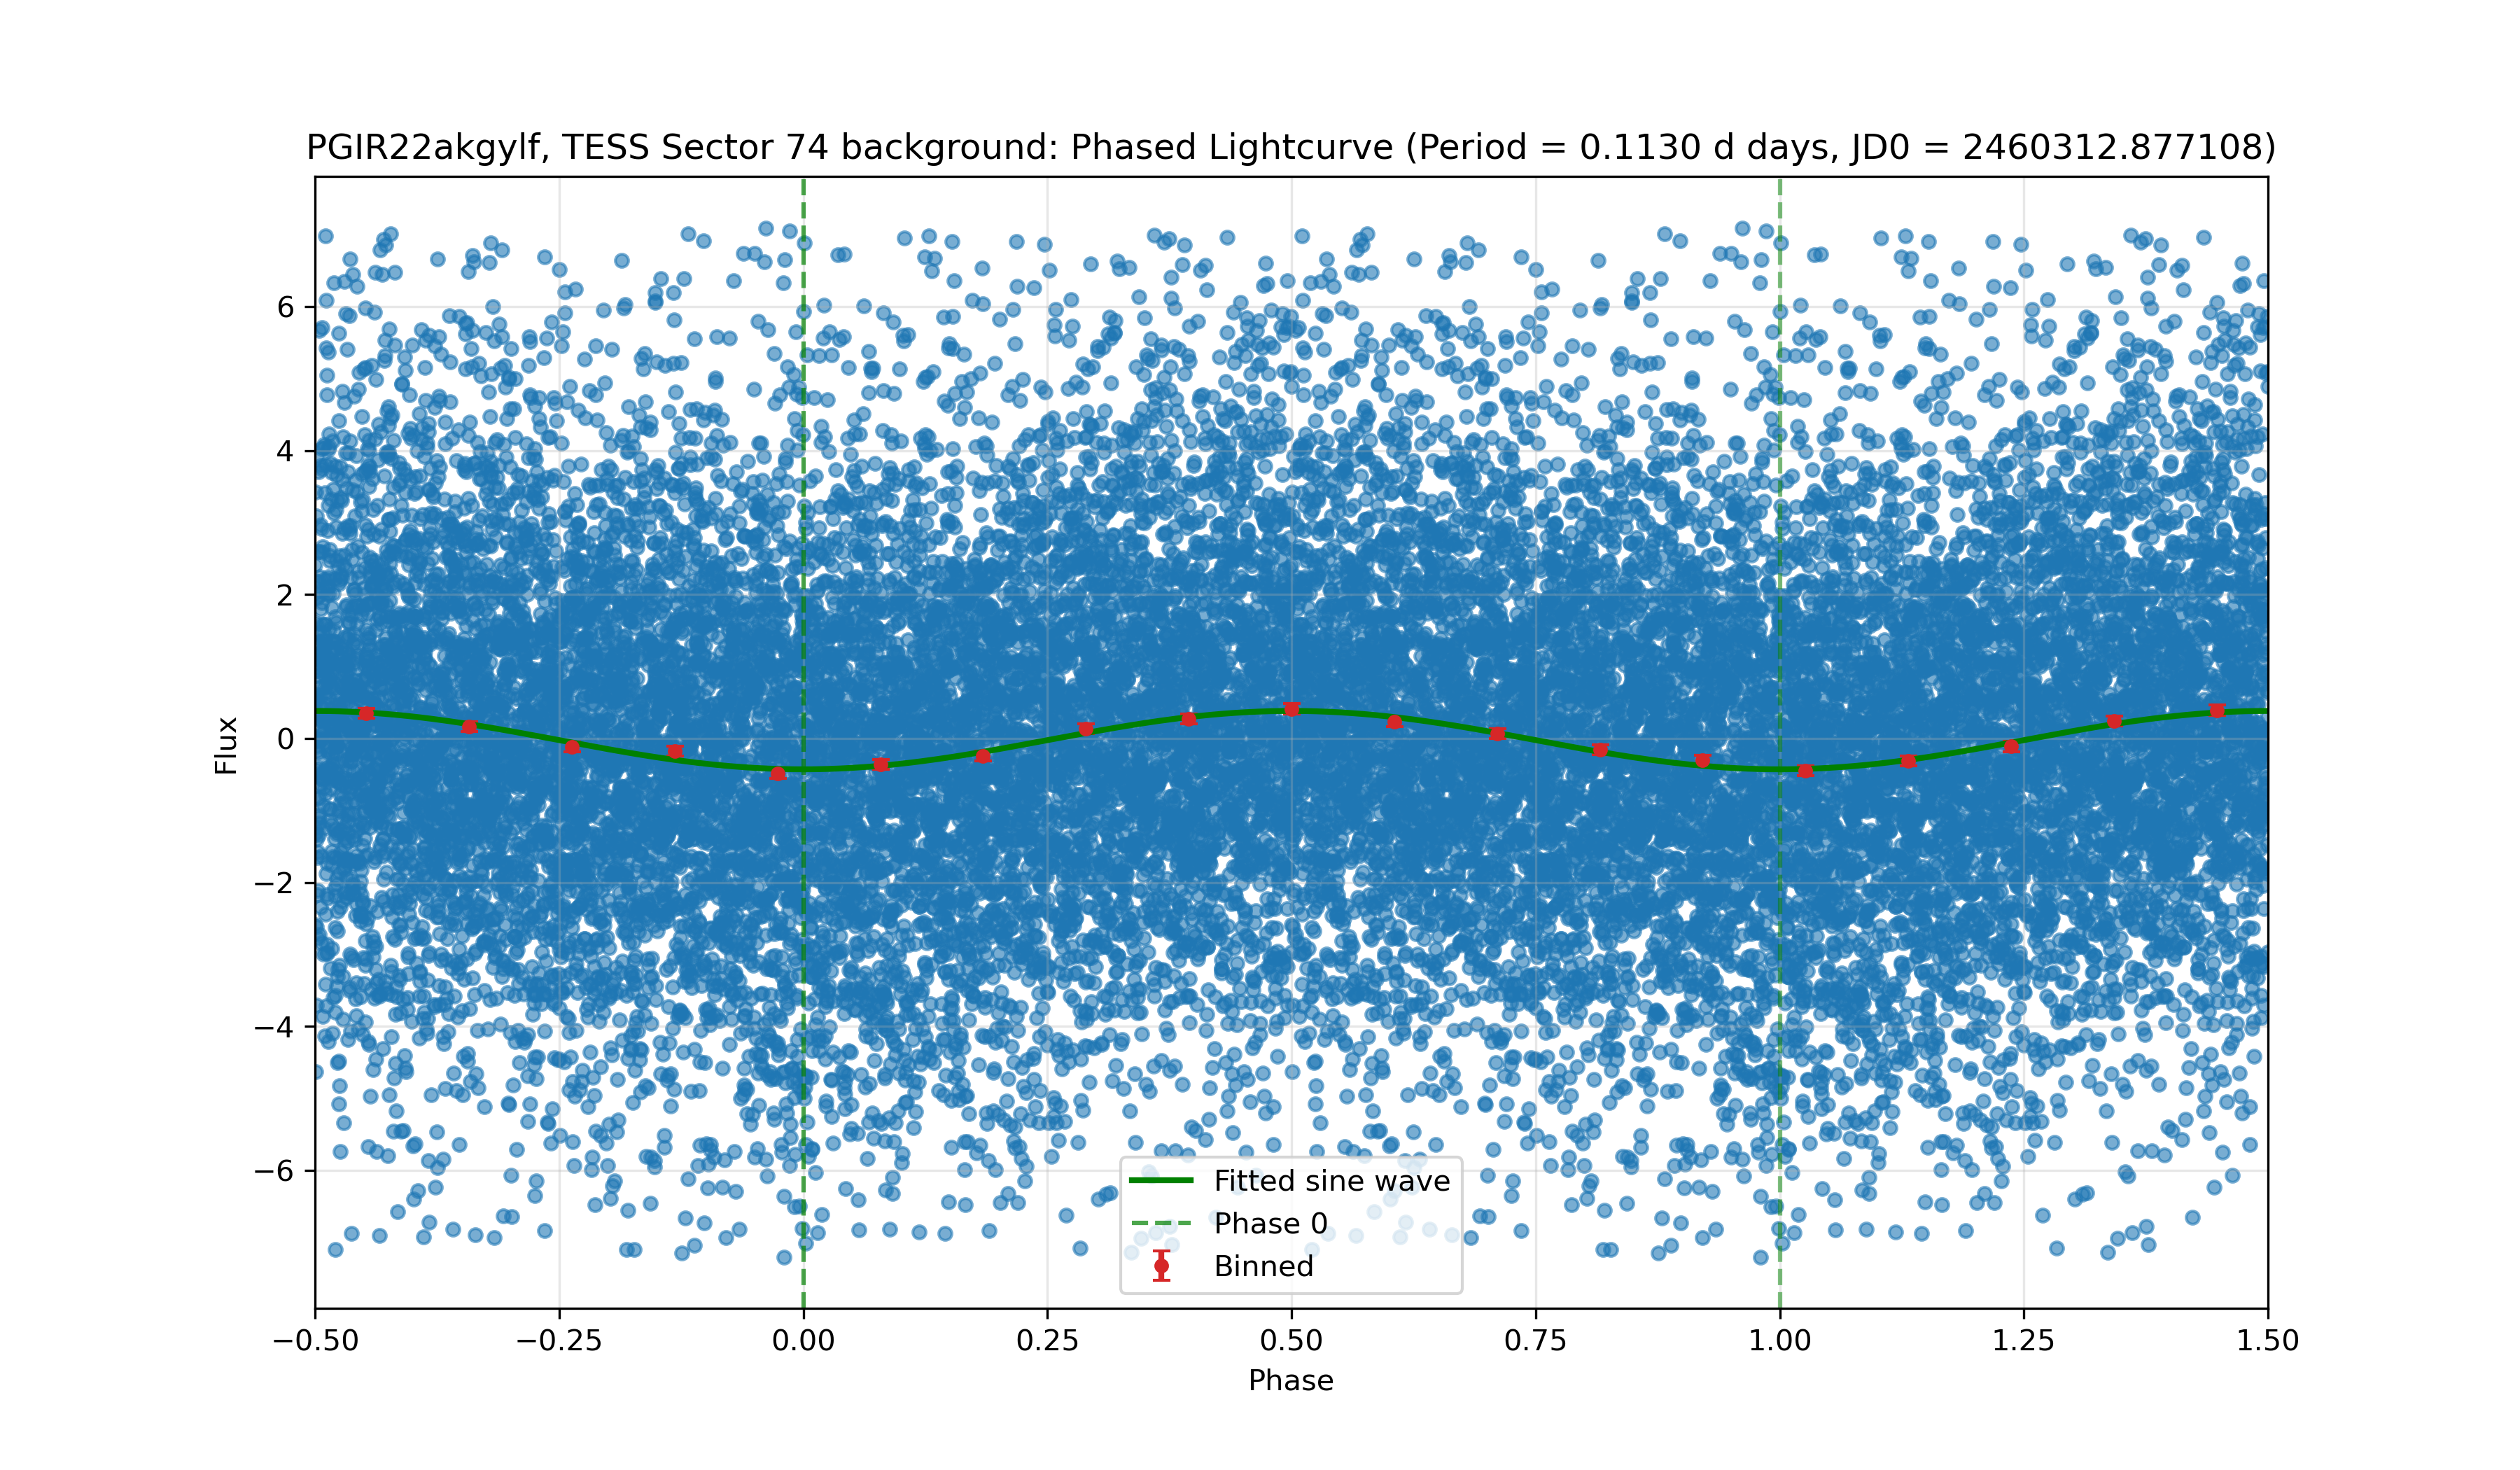 PGIR22akgylf, TESS Sector 74 background: Phased Lightcurve (Period = 0.1130 d days, JD0 = 2460312.877108)
6
4
2
0
−2
−4
−6
Flux
Fitted sine wave
Phase 0
Binned
−0.50 −0.25 0.00 0.25 0.50 0.75 1.00 1.25 1.50
Phase